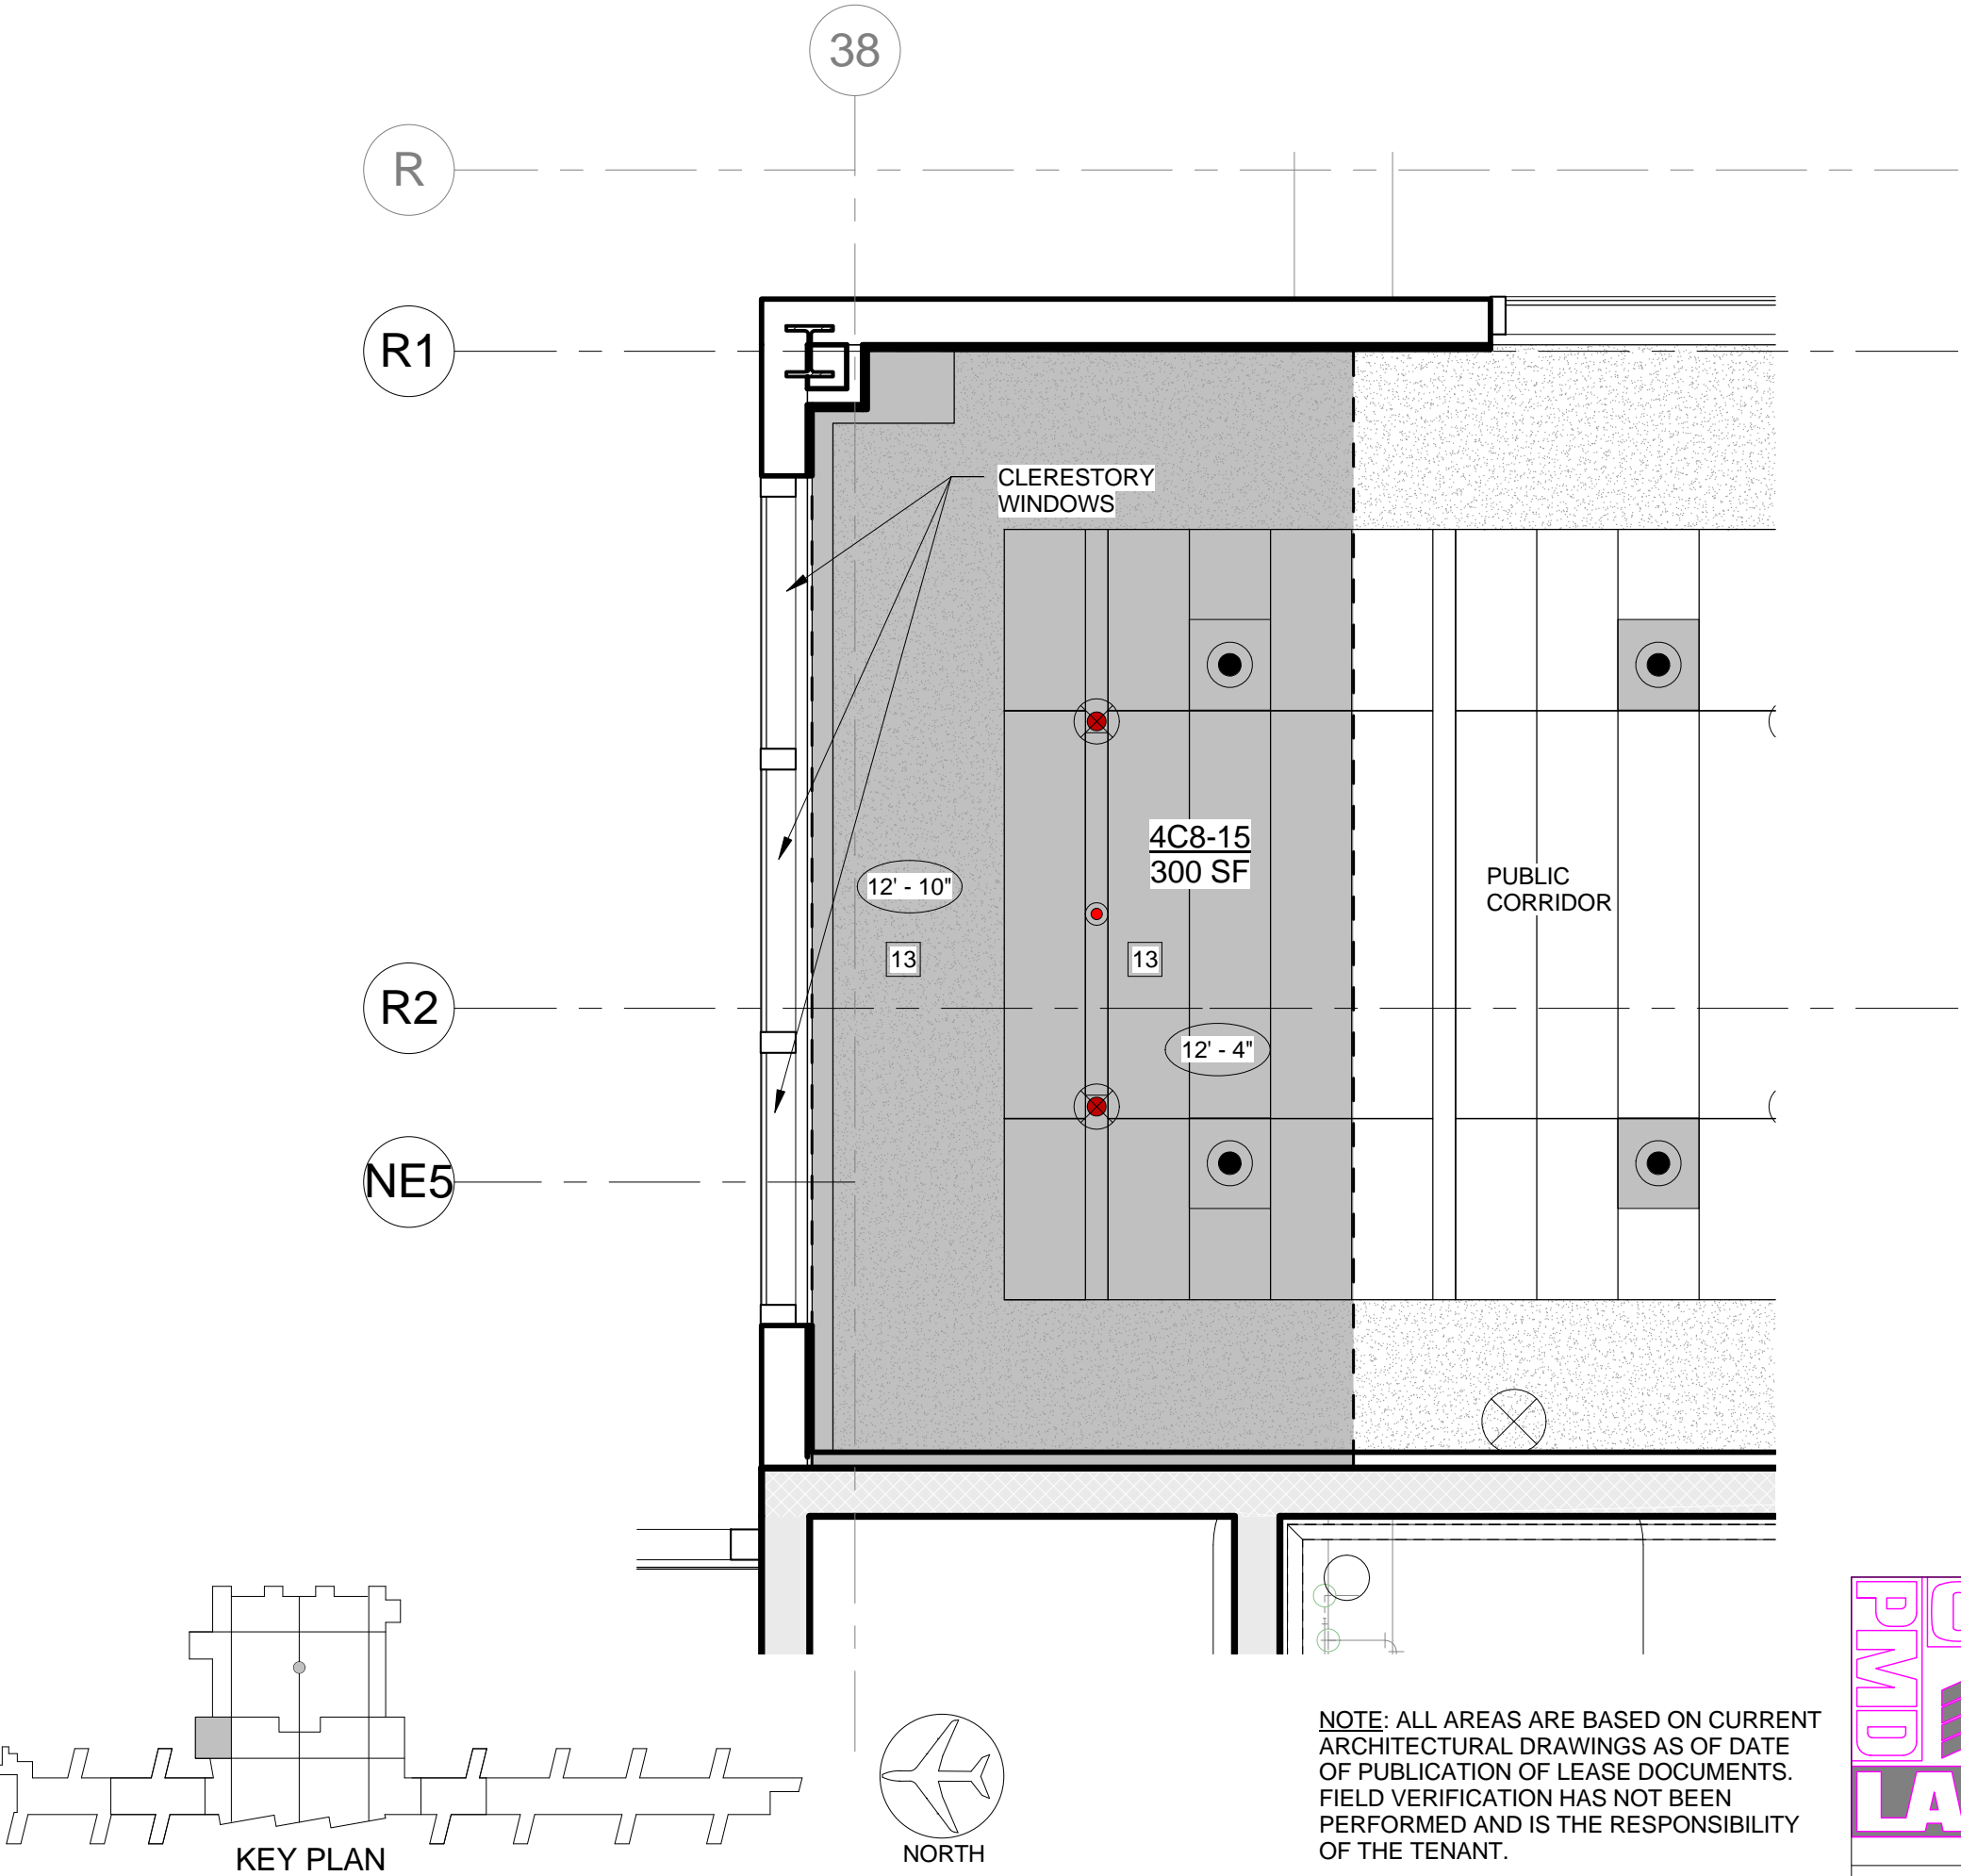 38
R
R1
CLERESTORY
WINDOWS
4C8-15
300 SF
12' - 10"
PUBLIC
CORRIDOR
13
13
R2
12' - 4"
NE5
KEY PLAN
NORTH
NOTE: ALL AREAS ARE BASED ON CURRENT
ARCHITECTURAL DRAWINGS AS OF DATE
OF PUBLICATION OF LEASE DOCUMENTS.
FIELD VERIFICATION HAS NOT BEEN
PERFORMED AND IS THE RESPONSIBILITY
OF THE TENANT.
PMD
LA